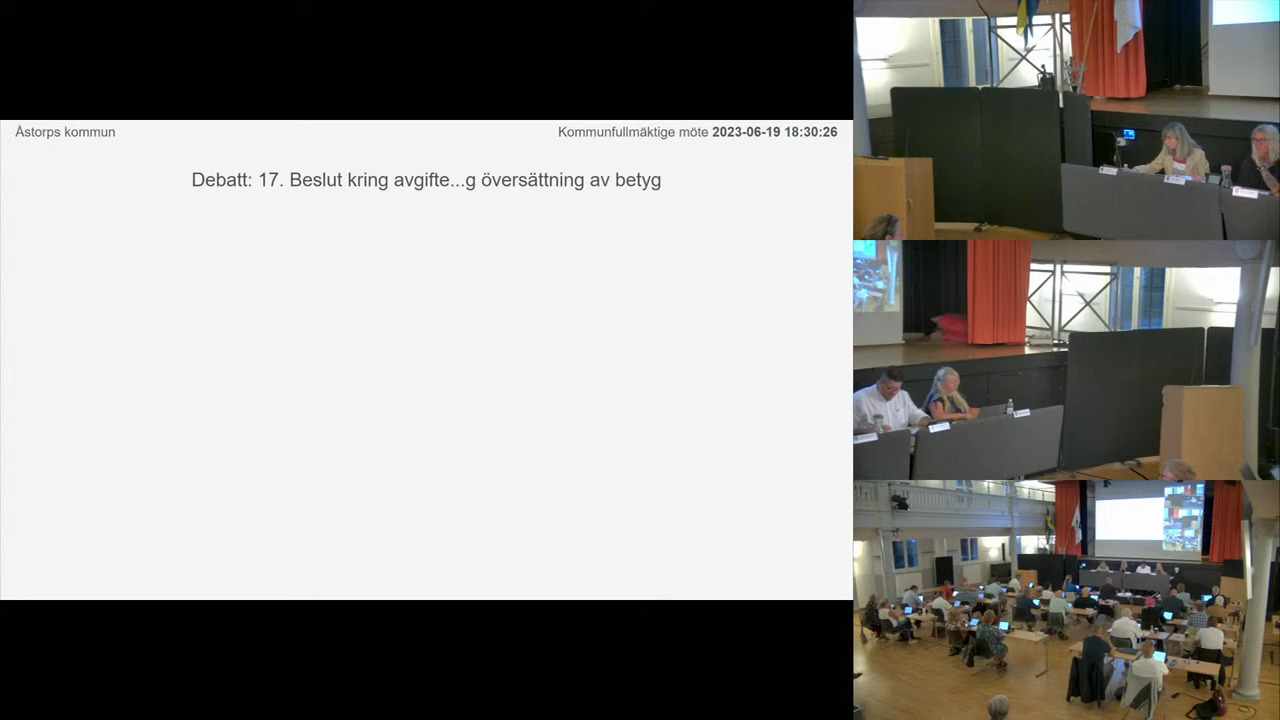 Åstorps kommun
Kommunfullmäktige möte 2023-06-19 18:30:26
Debatt: 17. Beslut kring avgifte...g översättning av betyg